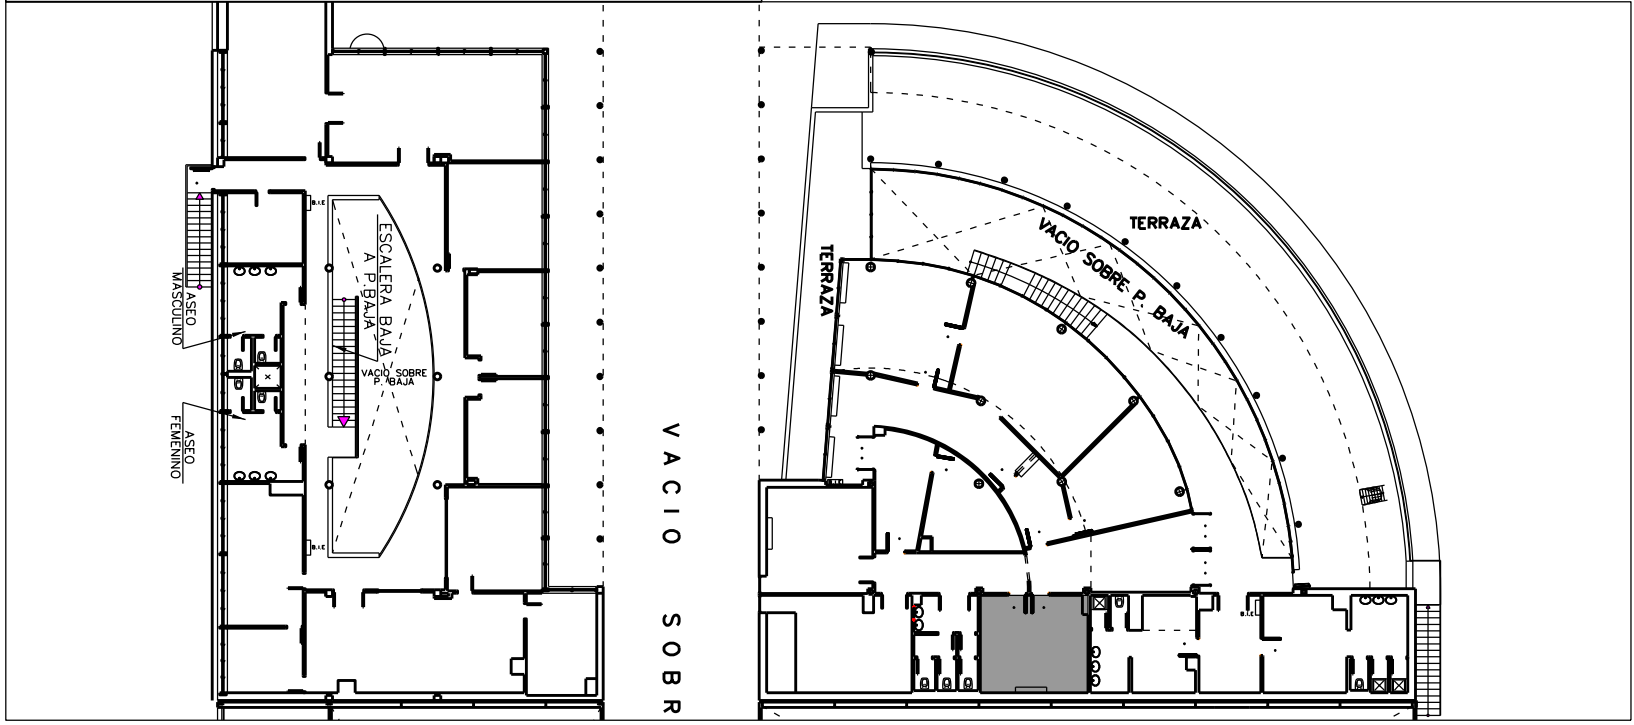 B.I.E
ESCALERA BAJA
A P.BAJA
ASEO
MASCULINO
VACIO SOBRE
P. BAJA
ASEO
FEMENINO
B.I.E
VACIO SOBR
TERRAZA
TERRAZA
VACIO SOBRE P. BAJA
B.I.E